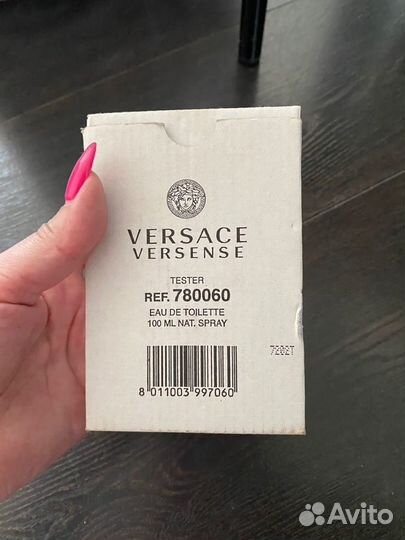 VERSACE
VERSENSE
TESTER
REF. 780060
EAU DE TOILETTE
100 ML NAT. SPRAY
7202T
8 011003 997060
Avito